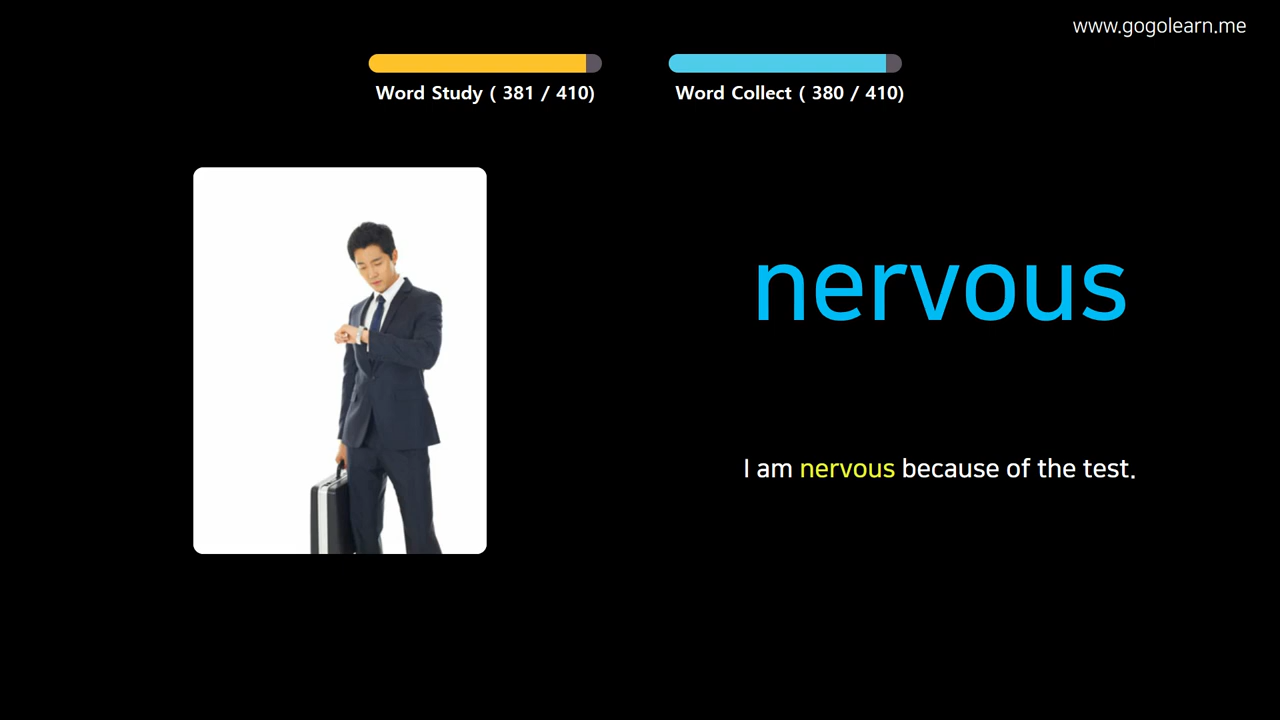 www.gogolearn.me
Word Study ( 381 / 410)
Word Collect ( 380 / 410)
nervous
I am nervous because of the test.